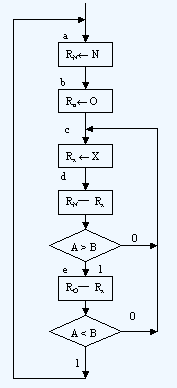 a
R_N← N
b
R_o← O
c
R_x← X
d
R_N— R_x
A > B
0
e
1
R_O— R_x
A < B
0
1